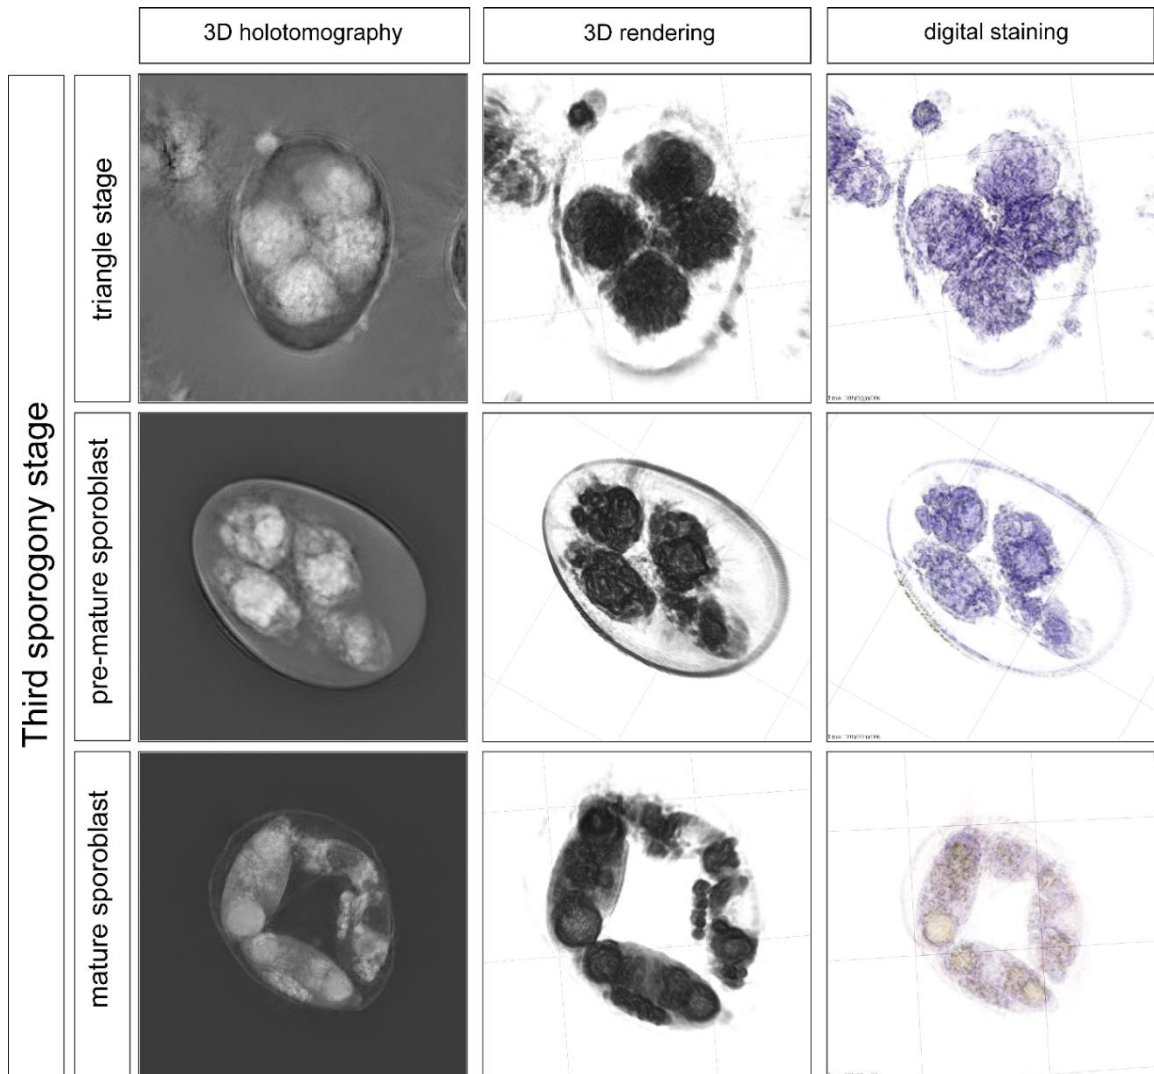 3D holotomography
3D rendering
digital staining
Third sporogony stage
triangle stage
pre-mature sporoblast
mature sporoblast